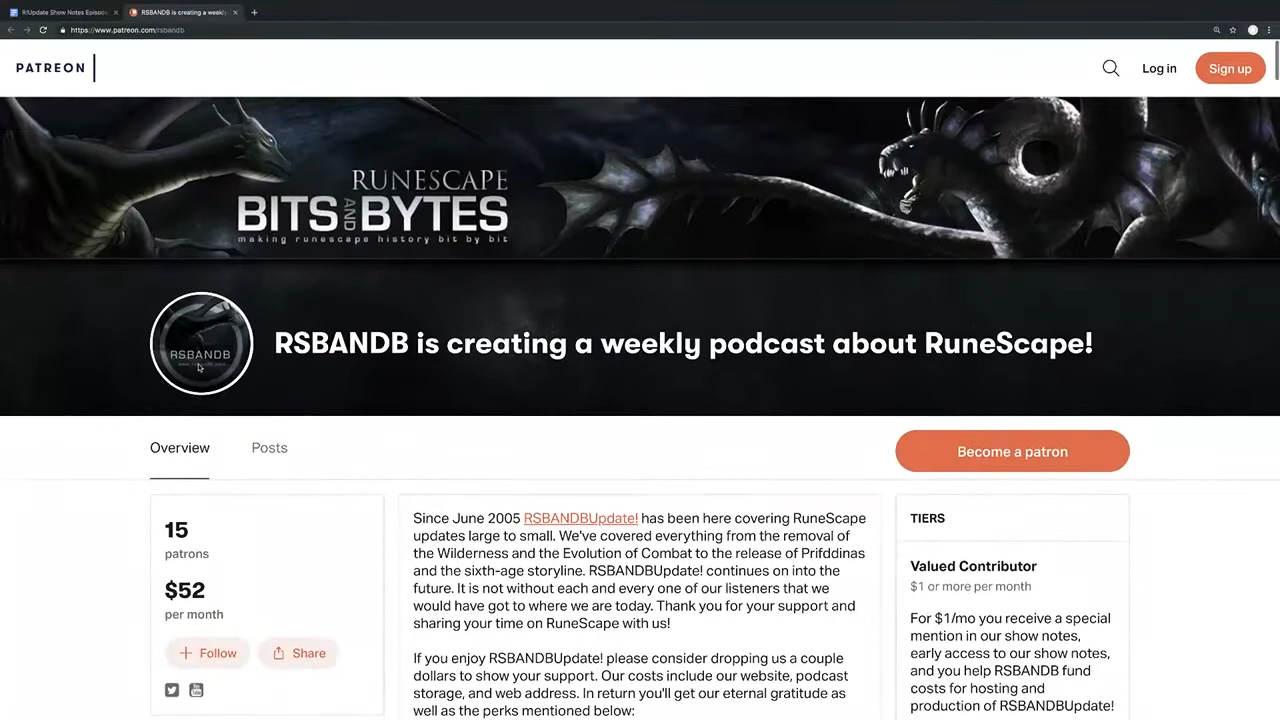 R!Update Show Notes Episode
RSBANDB is creating a weekly
https://www.patreon.com/rsbandb
PATREON
Log in
Sign up
RUNESCAPE
BITS AND BYTES
making runescape history bit by bit
RSBANDB
RSBANDB is creating a weekly podcast about RuneScape!
Overview
Posts
Become a patron
15
patrons
$52
per month
Follow
Share
Since June 2005 RSBANDBUpdate! has been here covering RuneScape
updates large to small. We've covered everything from the removal of
the Wilderness and the Evolution of Combat to the release of Prifddinas
and the sixth-age storyline. RSBANDBUpdate! continues on into the
future. It is not without each and every one of our listeners that we
would have got to where we are today. Thank you for your support and
sharing your time on RuneScape with us!
If you enjoy RSBANDBUpdate! please consider dropping us a couple
dollars to show your support. Our costs include our website, podcast
storage, and web address. In return you'll get our eternal gratitude as
well as the perks mentioned below:
TIERS
Valued Contributor
$1 or more per month
For $1/mo you receive a special
mention in our show notes,
early access to our show notes,
and you help RSBANDB fund
costs for hosting and
production of RSBANDBUpdate!